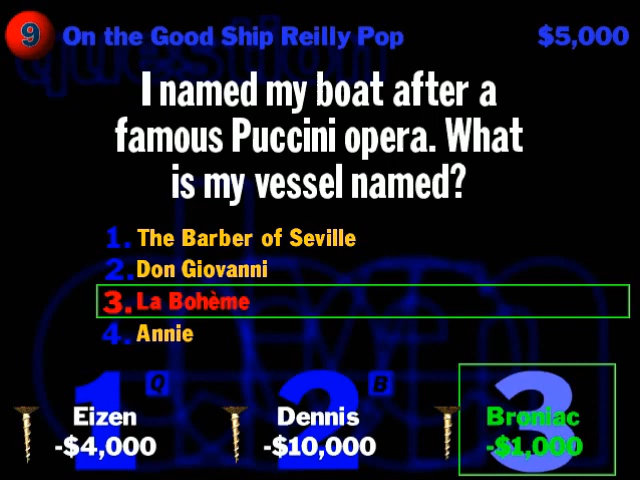 9 On the Good Ship Reilly Pop $5,000
I named my boat after a
famous Puccini opera. What
is my vessel named?
1. The Barber of Seville
2. Don Giovanni
3. La Bohème
4. Annie
1 Q 2 B 3
Eizen Dennis Broniac
-$4,000 -$10,000 -$1,000